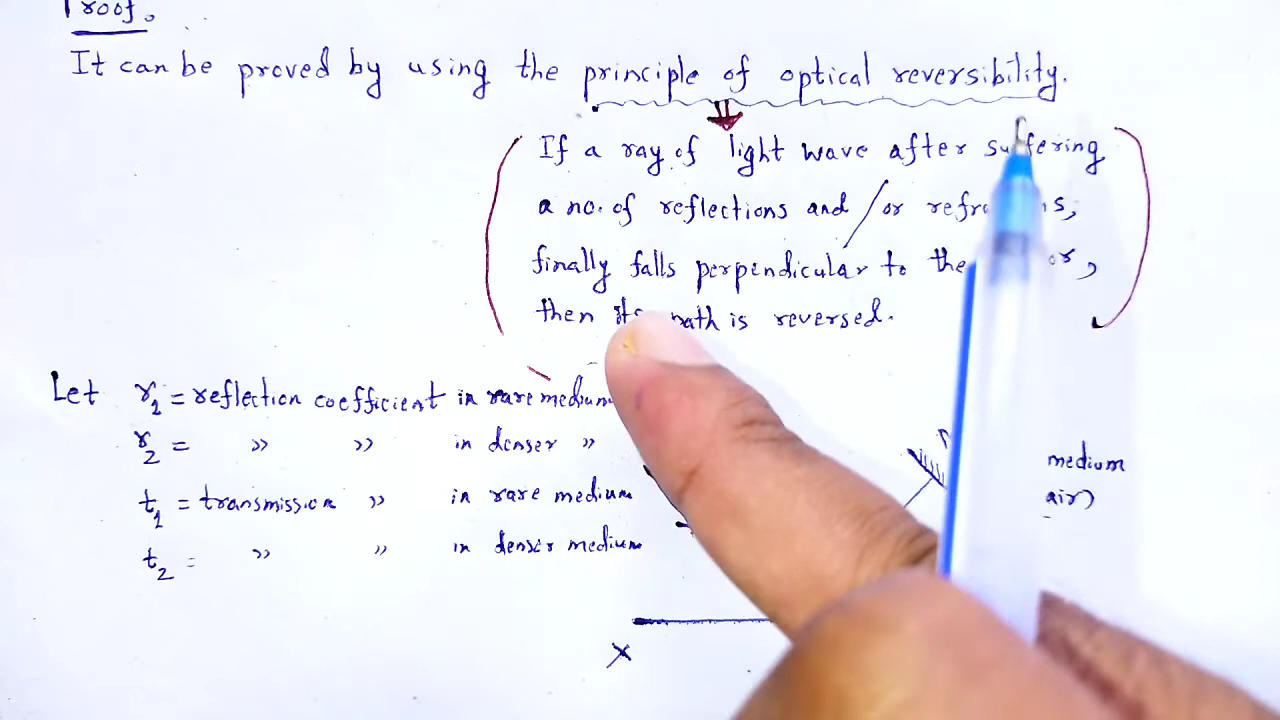 Proof.
It can be proved by using the principle of optical reversibility.
If a ray of light wave after suffering
a no. of reflections and / or
finally falls perpendicular to the
then its path is reversed.
Let r1 = reflection coefficient in rare medium
r2 = ,, ,, in denser ,,
t1 = transmission ,, in rare medium
t2 = ,, ,, in denser medium
medium
air)
X